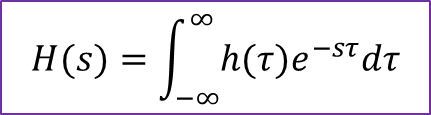 H(s) = ∫_{-∞}^{∞} h(τ)e^{-sτ}dτ